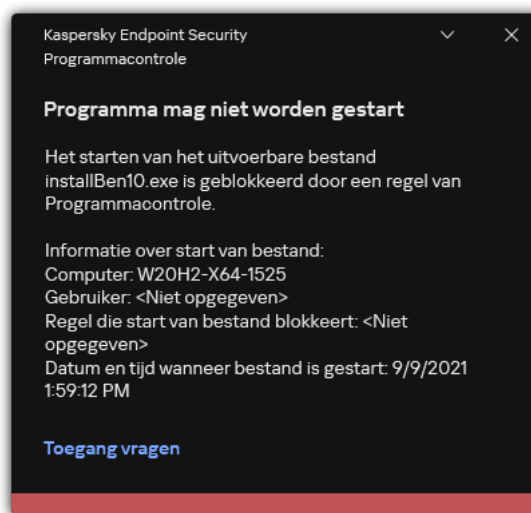 Kaspersky Endpoint Security
Programmacontrole
Programma mag niet worden gestart
Het starten van het uitvoerbare bestand
installBen10.exe is geblokkeerd door een regel van
Programmacontrole.
Informatie over start van bestand:
Computer: W20H2-X64-1525
Gebruiker: <Niet opgegeven>
Regel die start van bestand blokkeert: <Niet
opgegeven>
Datum en tijd wanneer bestand is gestart: 9/9/2021
1:59:12 PM
Toegang vragen